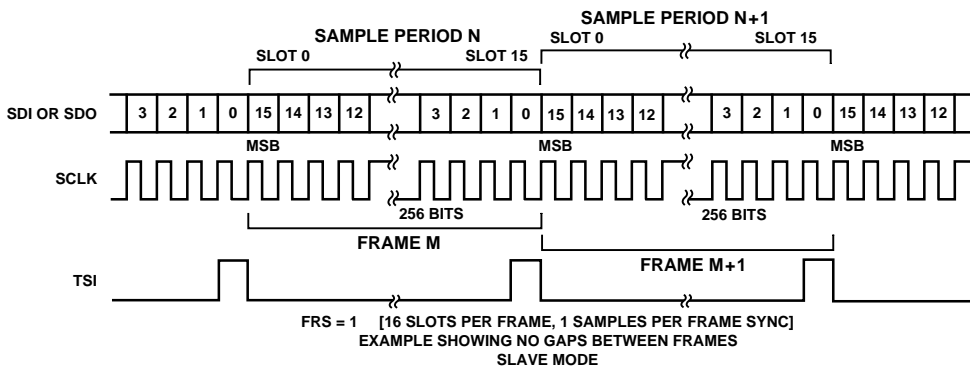 SAMPLE PERIOD N
SAMPLE PERIOD N+1
SLOT 0 SLOT 15
SLOT 0 SLOT 15
SDI OR SDO 3 2 1 0 15 14 13 12 3 2 1 0 15 14 13 12 3 2 1 0 15 14 13 12
MSB MSB MSB
SCLK
256 BITS 256 BITS
FRAME M
FRAME M+1
TSI
FRS = 1 [16 SLOTS PER FRAME, 1 SAMPLES PER FRAME SYNC]
EXAMPLE SHOWING NO GAPS BETWEEN FRAMES
SLAVE MODE